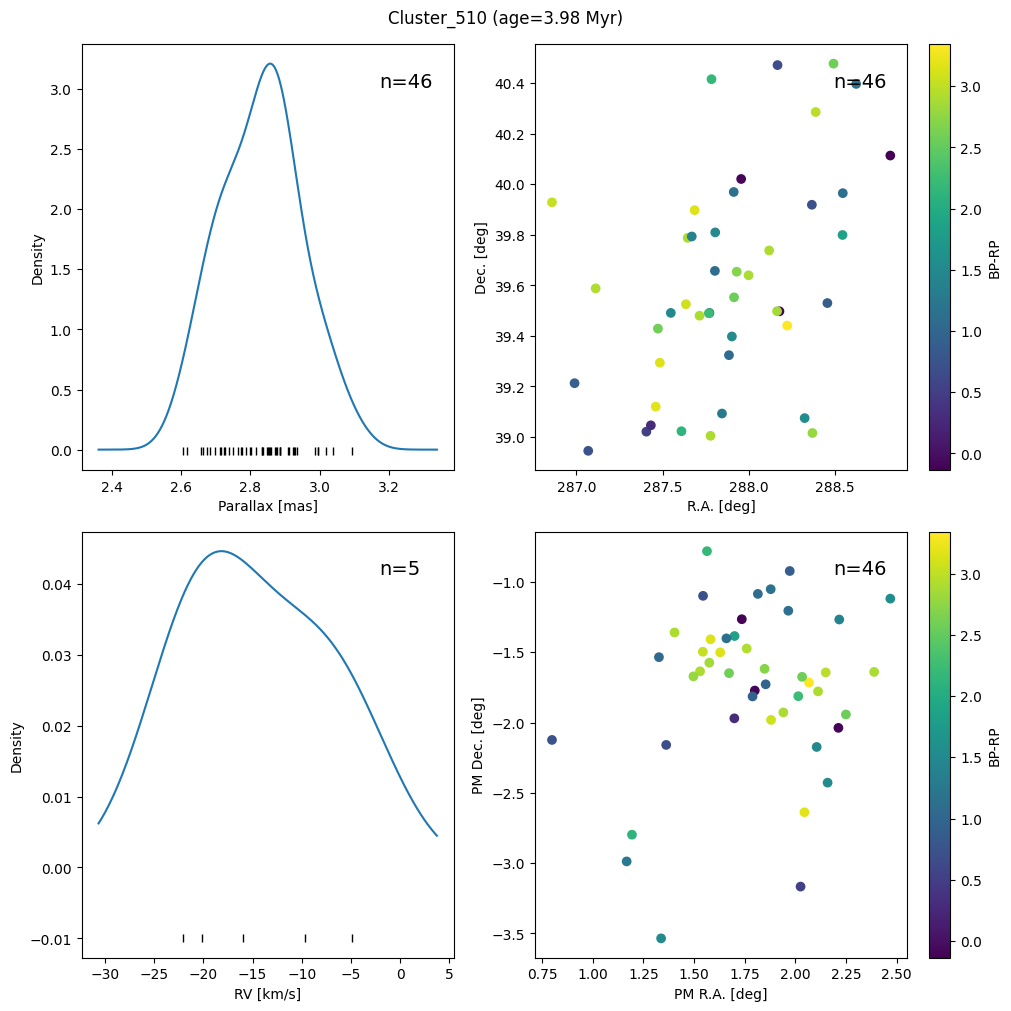 Cluster_510 (age=3.98 Myr)
n=46
Density
3.0
2.5
2.0
1.5
1.0
0.5
0.0
2.4 2.6 2.8 3.0 3.2
Parallax [mas]
n=46
Dec. [deg]
40.4
40.2
40.0
39.8
39.6
39.4
39.2
39.0
287.0 287.5 288.0 288.5
R.A. [deg]
3.0
2.5
2.0
1.5
1.0
0.5
0.0
BP-RP
n=5
Density
0.04
0.03
0.02
0.01
0.00
−0.01
−30 −25 −20 −15 −10 −5 0 5
RV [km/s]
n=46
PM Dec. [deg]
−1.0
−1.5
−2.0
−2.5
−3.0
−3.5
0.75 1.00 1.25 1.50 1.75 2.00 2.25 2.50
PM R.A. [deg]
3.0
2.5
2.0
1.5
1.0
0.5
0.0
BP-RP